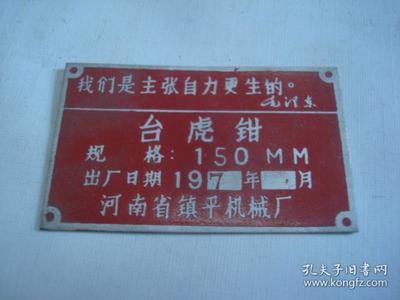 我们是主张自力更生的。
毛泽东
台虎钳
规 格: 150MM
出厂日期 197 年 月
河南省镇平机械厂
孔夫子旧书网
www.kongfz.com